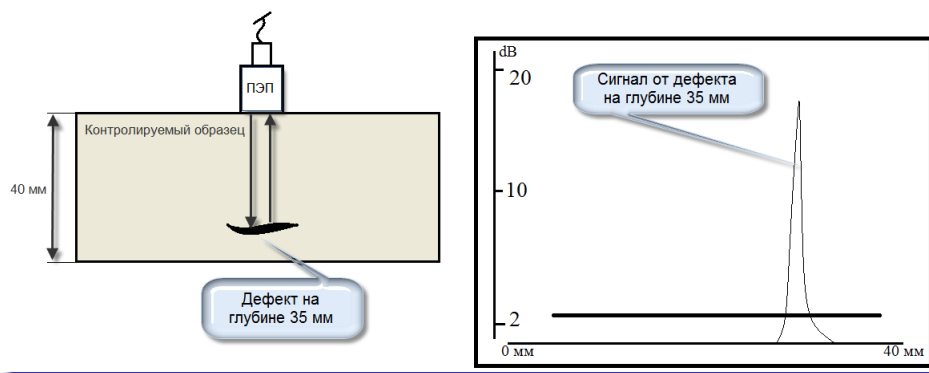 ПЭП
Контролируемый образец
40 мм
Дефект на
глубине 35 мм
dB
20
Сигнал от дефекта
на глубине 35 мм
10
2
0 мм
40 мм